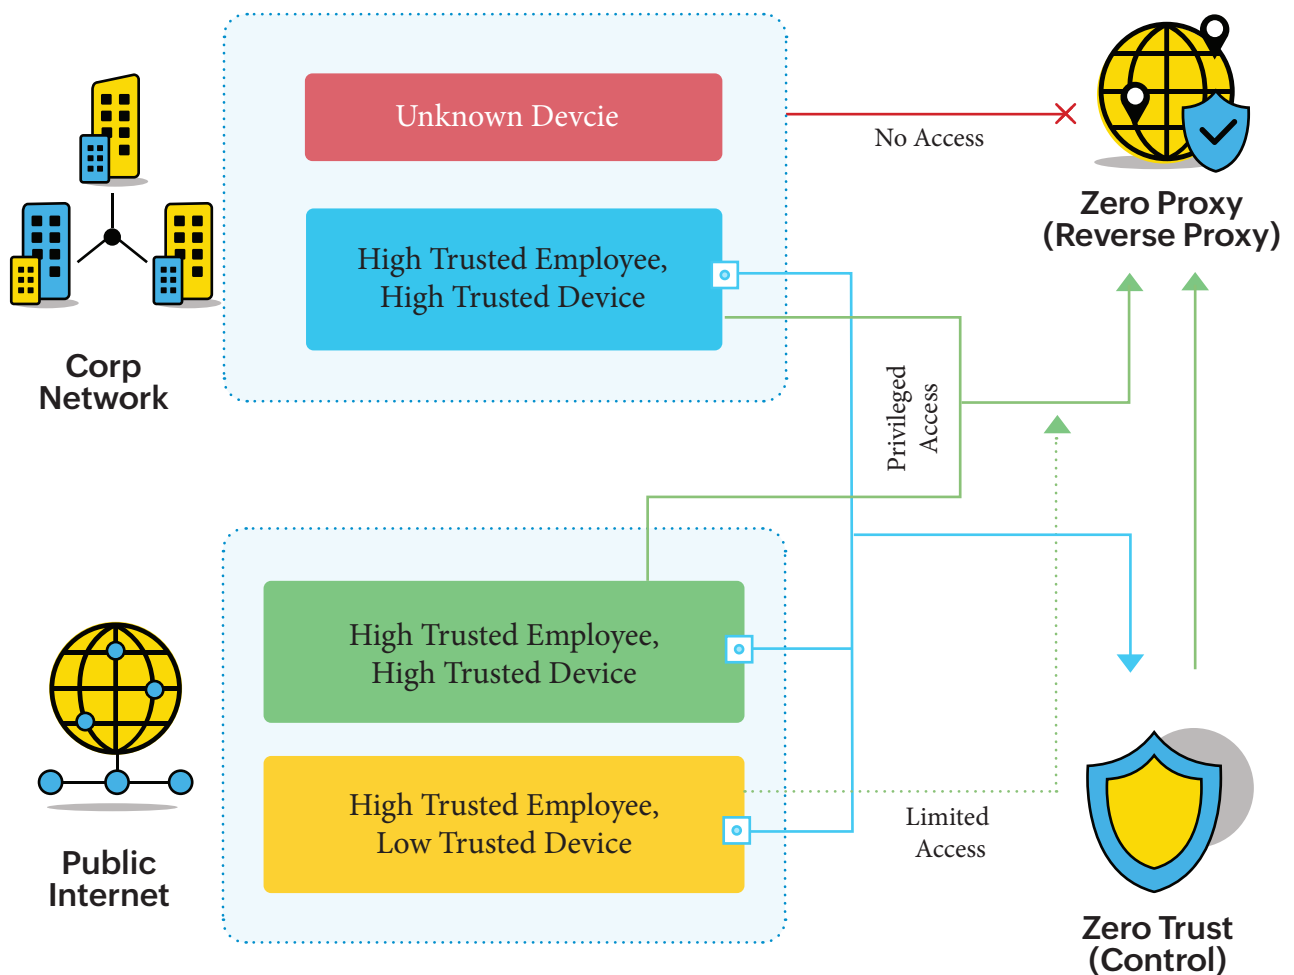 Unknown Devcie
No Access
Zero Proxy
(Reverse Proxy)
High Trusted Employee,
High Trusted Device
Corp
Network
Privileged
Access
High Trusted Employee,
High Trusted Device
High Trusted Employee,
Low Trusted Device
Limited
Access
Public
Internet
Zero Trust
(Control)